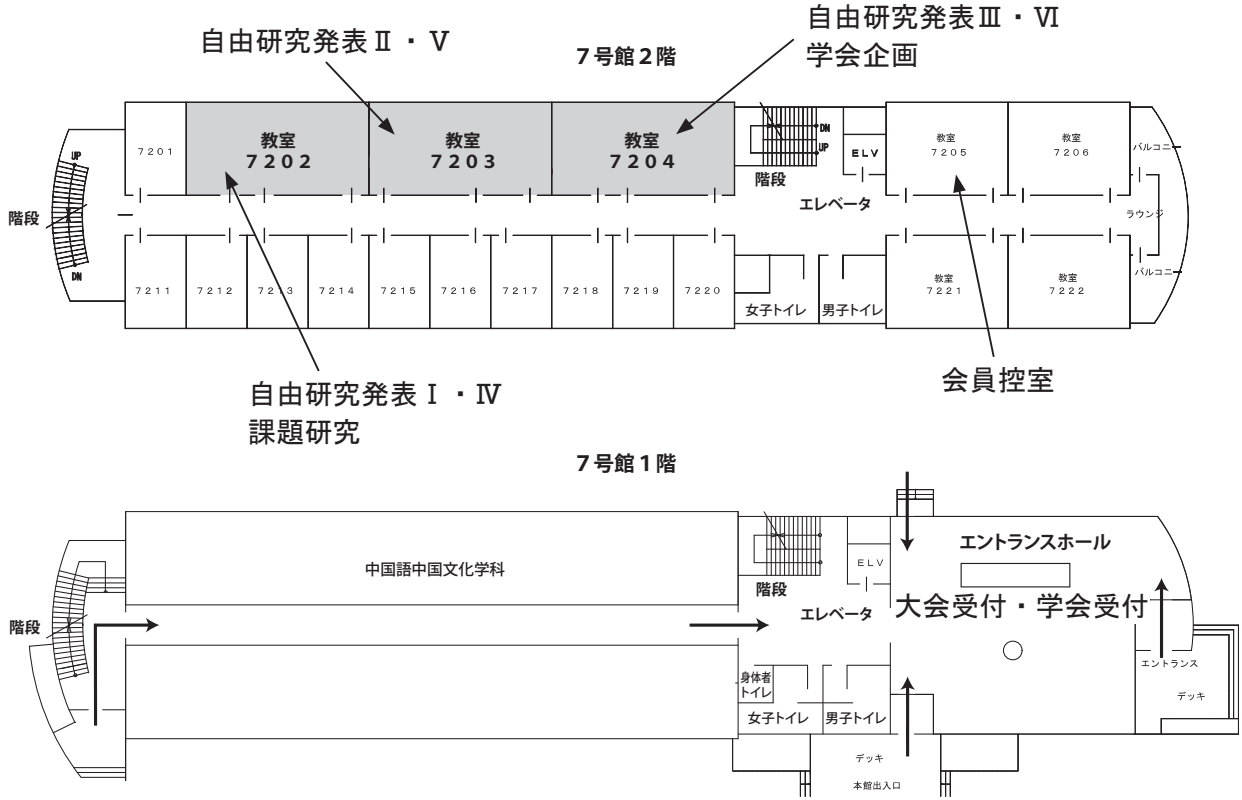 自由研究発表Ⅱ・Ⅴ
7号館2階
自由研究発表Ⅲ・Ⅵ
学会企画
7201
教室
7202
教室
7203
教室
7204
DN
UP
階段
ELV
エレベータ
教室
7205
教室
7206
バルコニー
ラウンジ
バルコニー
UP
階段
DN
7211
7212
7213
7214
7215
7216
7217
7218
7219
7220
女子トイレ
男子トイレ
教室
7221
教室
7222
自由研究発表Ⅰ・Ⅳ
課題研究
会員控室
7号館1階
中国語中国文化学科
階段
ELV
エレベータ
エントランスホール
大会受付・学会受付
階段
身体者
トイレ
女子トイレ
男子トイレ
エントランス
デッキ
デッキ
本館出入口